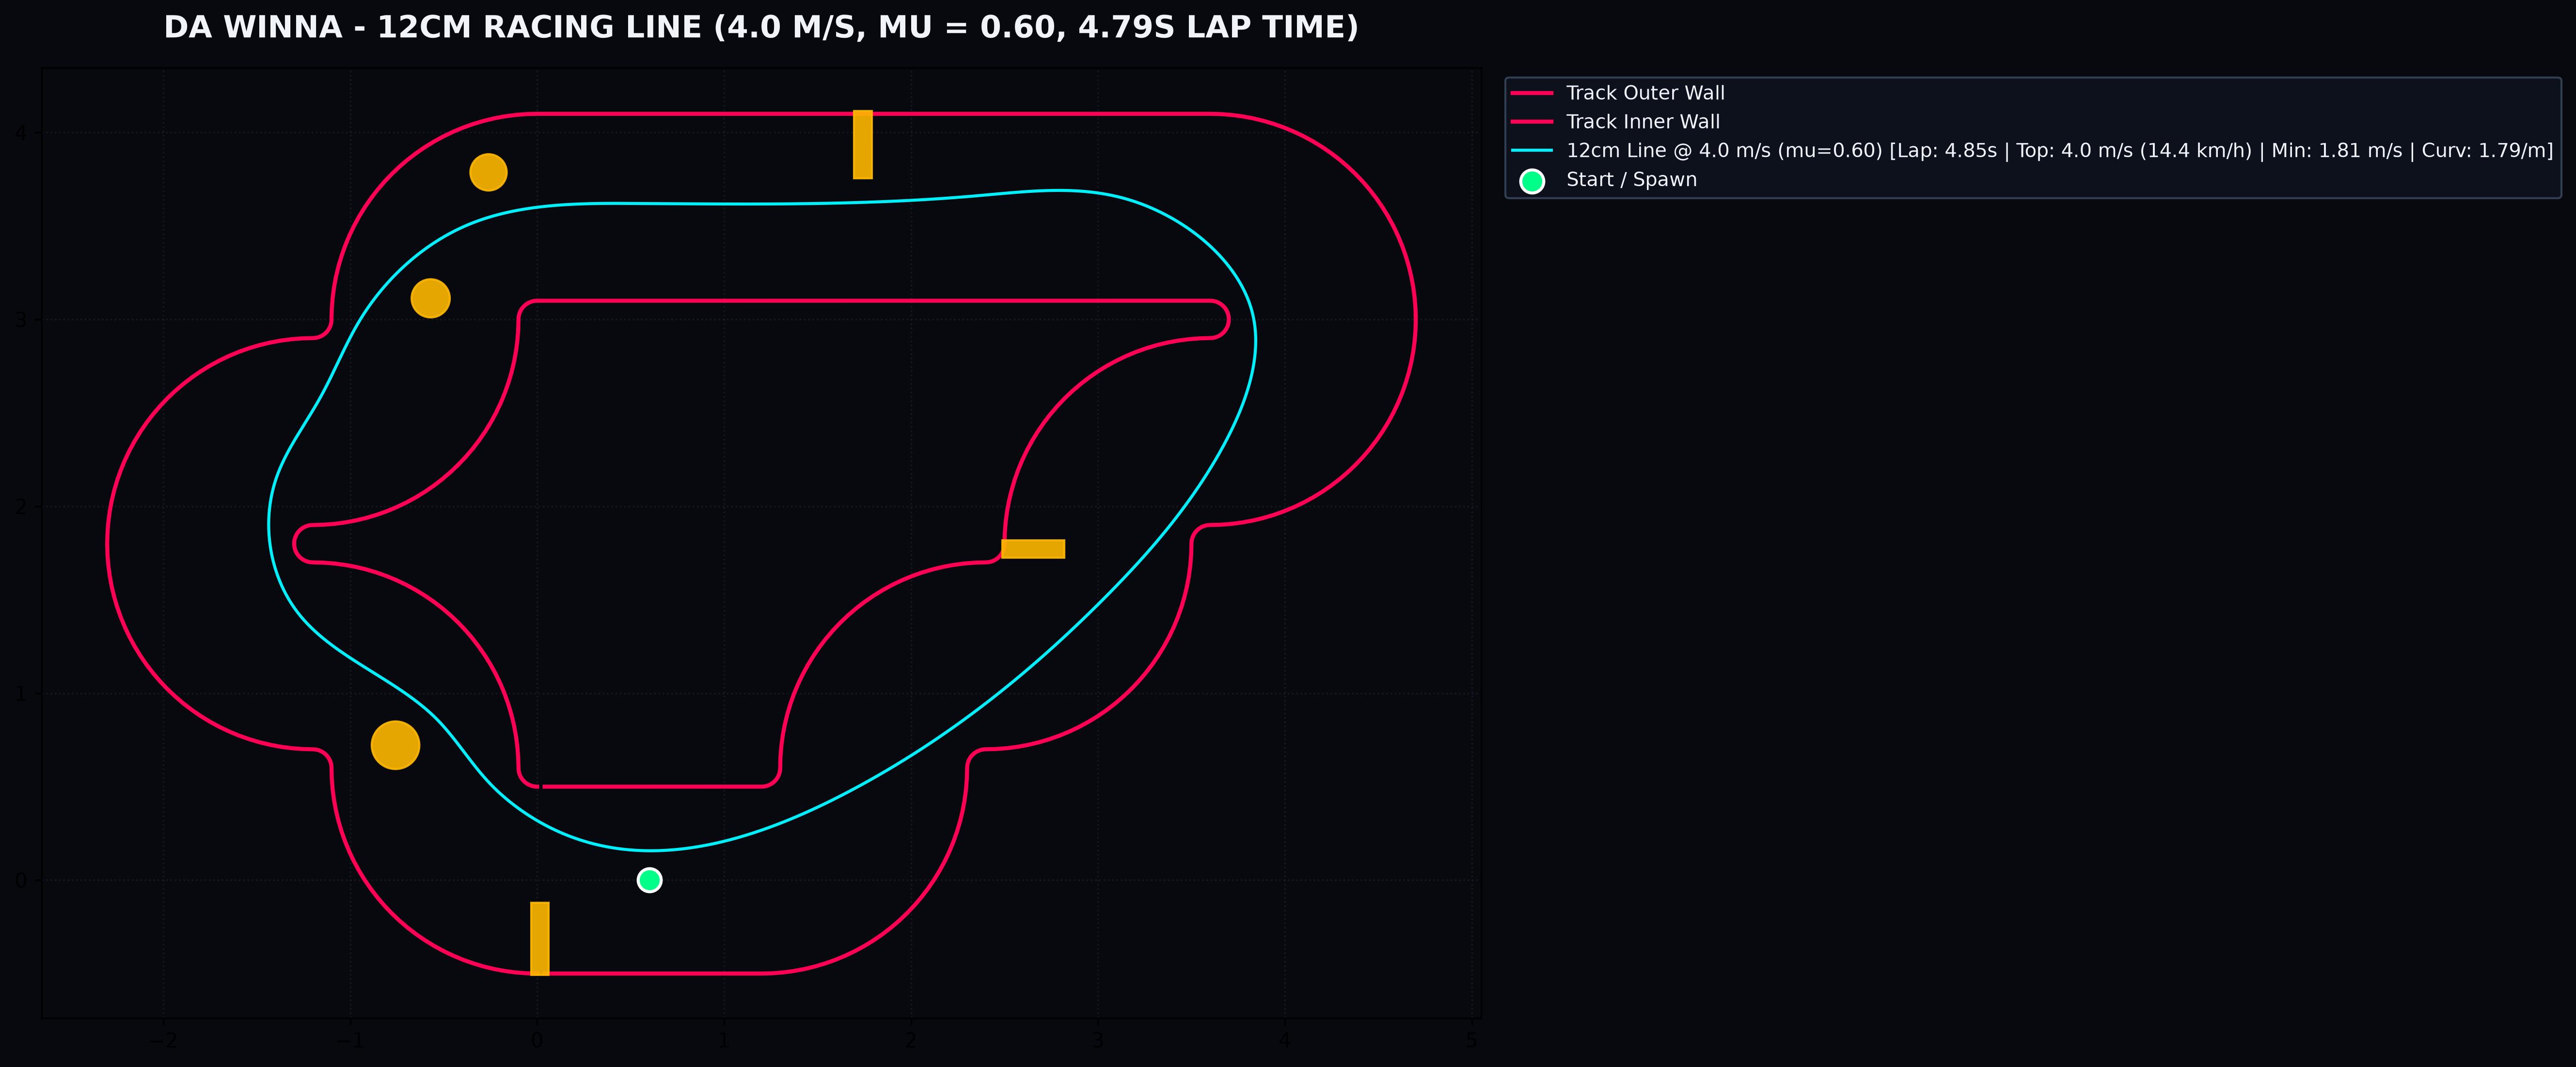 DA WINNA - 12CM RACING LINE (4.0 M/S, MU = 0.60, 4.79S LAP TIME)
Track Outer Wall
Track Inner Wall
12cm Line @ 4.0 m/s (mu=0.60) [Lap: 4.85s | Top: 4.0 m/s (14.4 km/h) | Min: 1.81 m/s | Curv: 1.79/m]
Start / Spawn
4
3
2
1
0
−2 −1 0 1 2 3 4 5